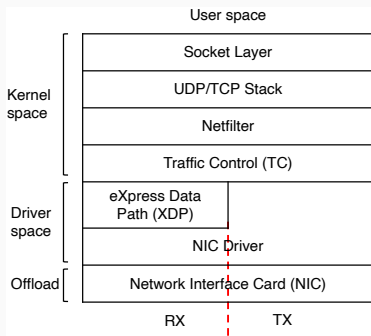 User space
Socket Layer
Kernel
space
UDP/TCP Stack
Netfilter
Traffic Control (TC)
Driver
space
eXpress Data
Path (XDP)
NIC Driver
Offload
Network Interface Card (NIC)
RX
TX